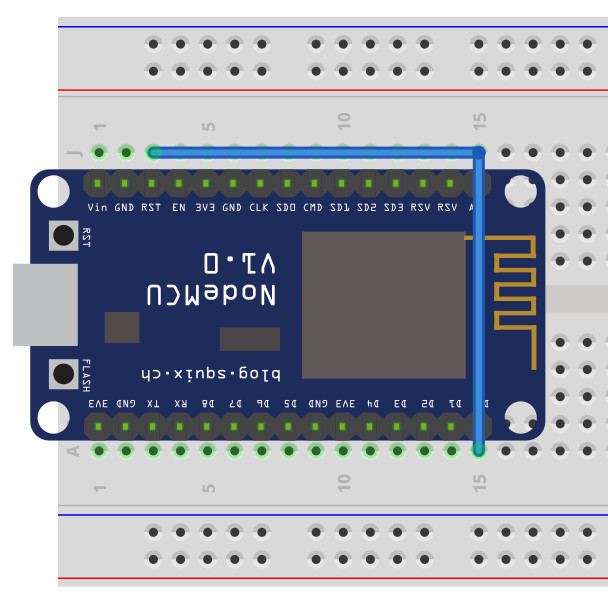 1 5 10 15
J
Vin GND RST EN 3V3 GND CLK SD0 CMD SD1 SD2 SD3 RSV RSV A
RST
V1.0
NodeMCU
FLASH
blog.squix.ch
3V3 GND TX RX D8 D7 D6 D5 GND 3V3 D4 D3 D2 D1
A
1 5 10 15